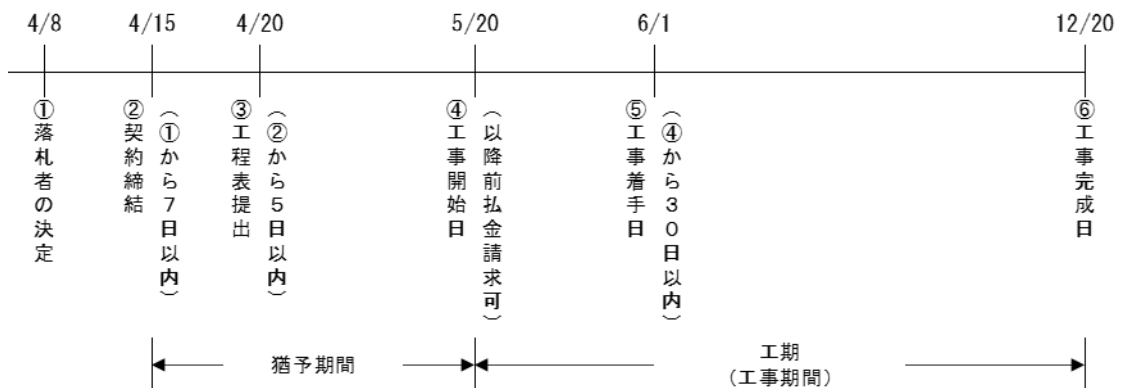 4/8
4/15
4/20
5/20
6/1
12/20
①落札者の決定
②契約締結
（①から７日以内）
③工程表提出
（②から５日以内）
④工事開始日
（以降前払金請求可）
⑤工事着手日
（④から３０日以内）
⑥工事完成日
猶予期間
工期
（工事期間）